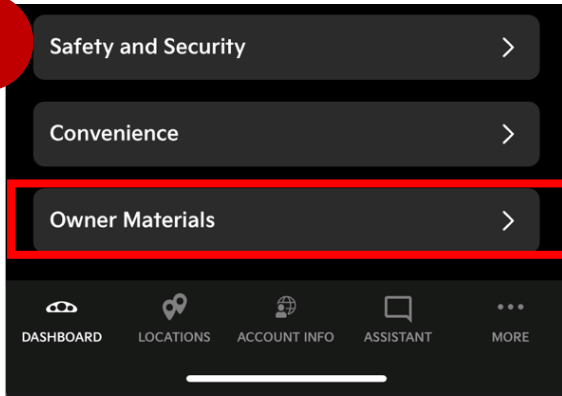 Safety and Security
Convenience
Owner Materials
DASHBOARD LOCATIONS ACCOUNT INFO ASSISTANT MORE